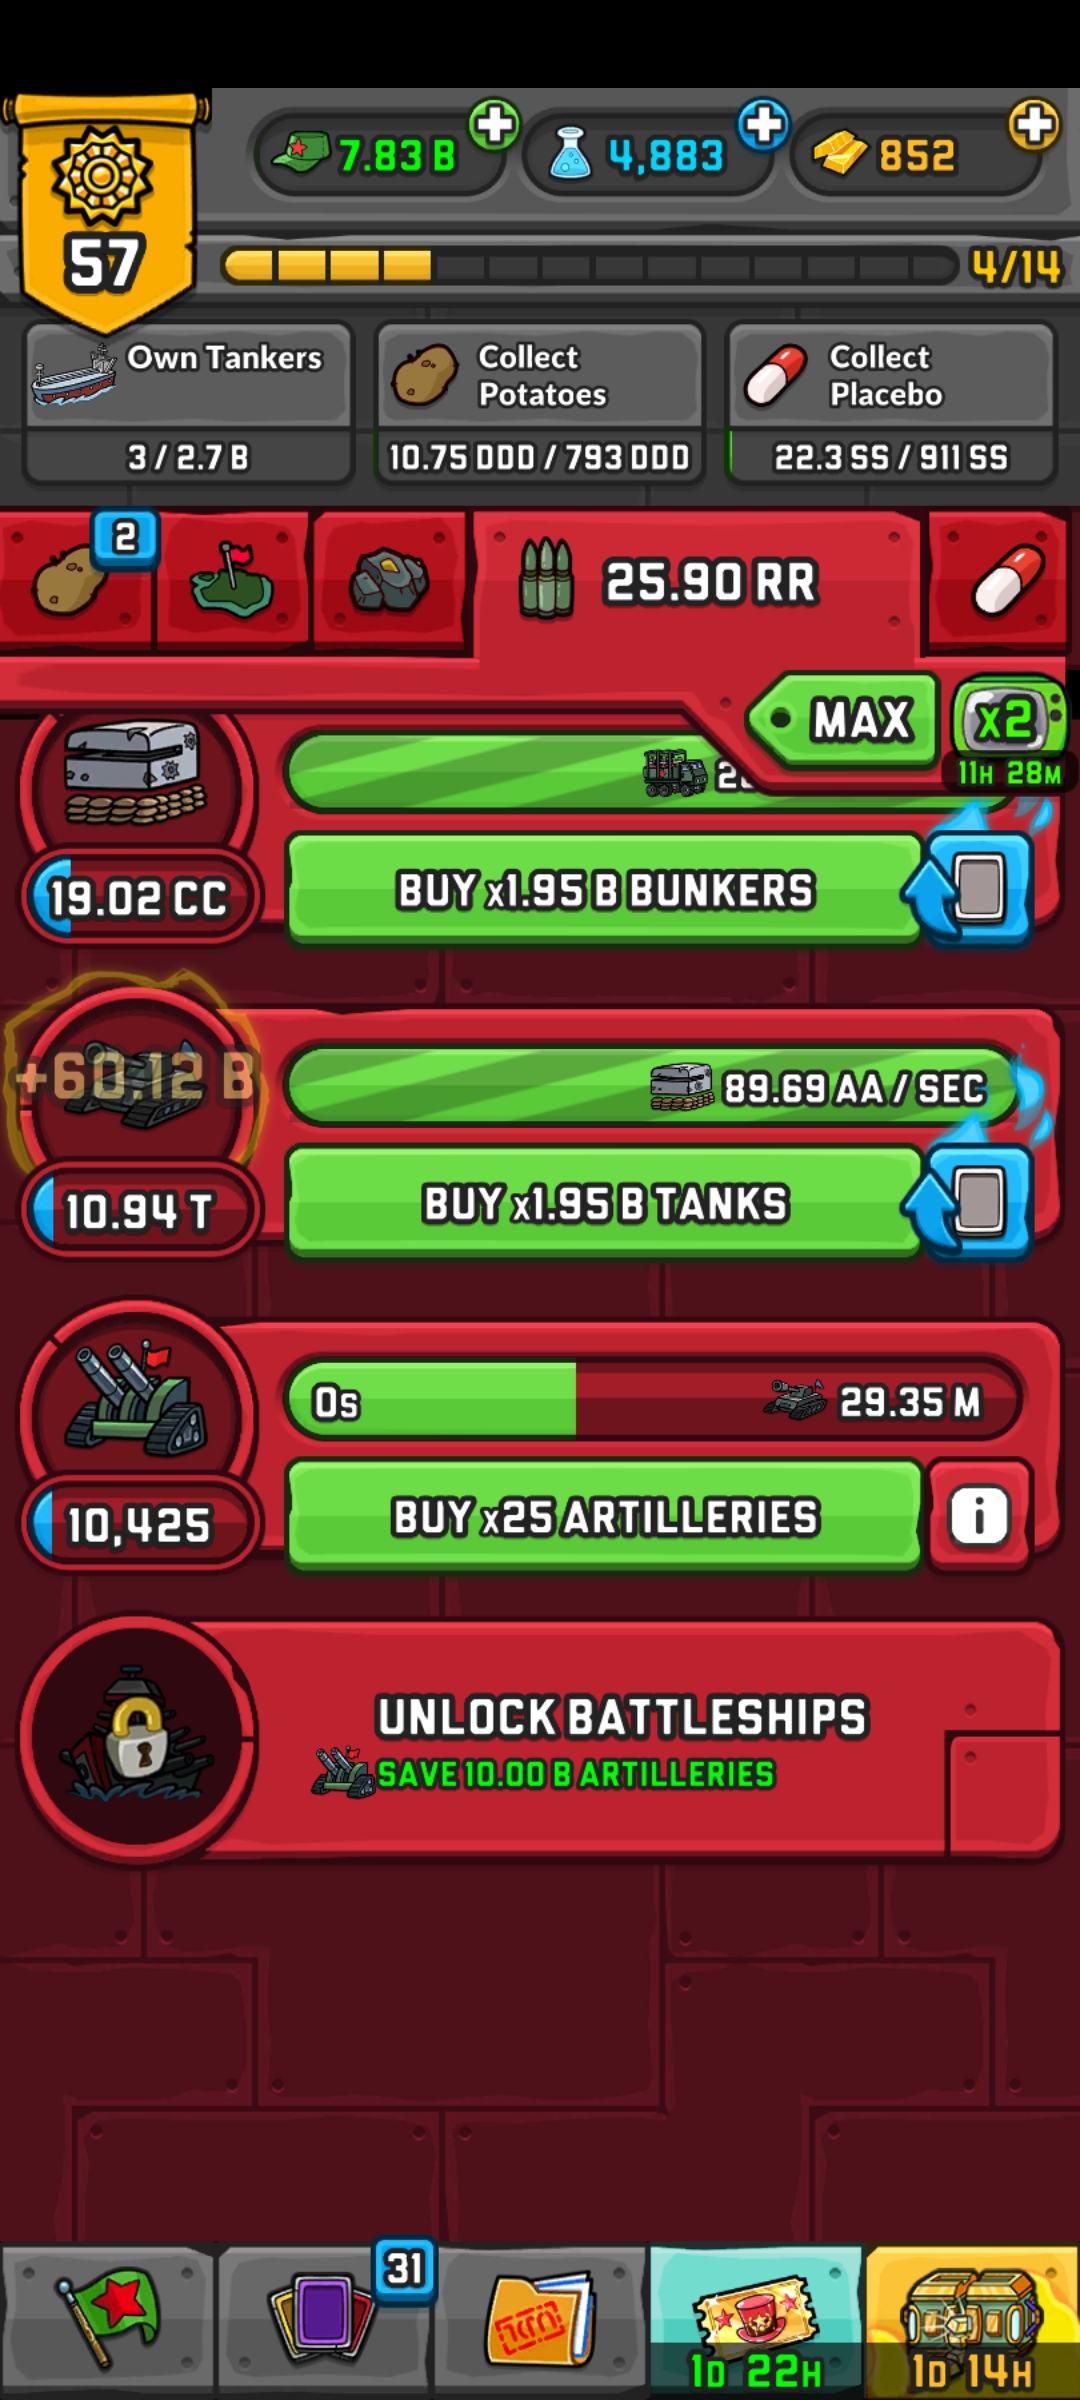 57
7.83 B
4,883
852
4/14
Own Tankers
3 / 2.7 B
Collect
Potatoes
10.75 DDD / 793 DDD
Collect
Placebo
22.3 SS / 911 SS
2
25.90 RR
MAX
x2
11H 28M
19.02 CC
BUY x1.95 B BUNKERS
+60.12 B
89.69 AA / SEC
10.94 T
BUY x1.95 B TANKS
0s
29.35 M
10,425
BUY x25 ARTILLERIES
i
UNLOCK BATTLESHIPS
SAVE 10.00 B ARTILLERIES
31
1D 22H
1D 14H